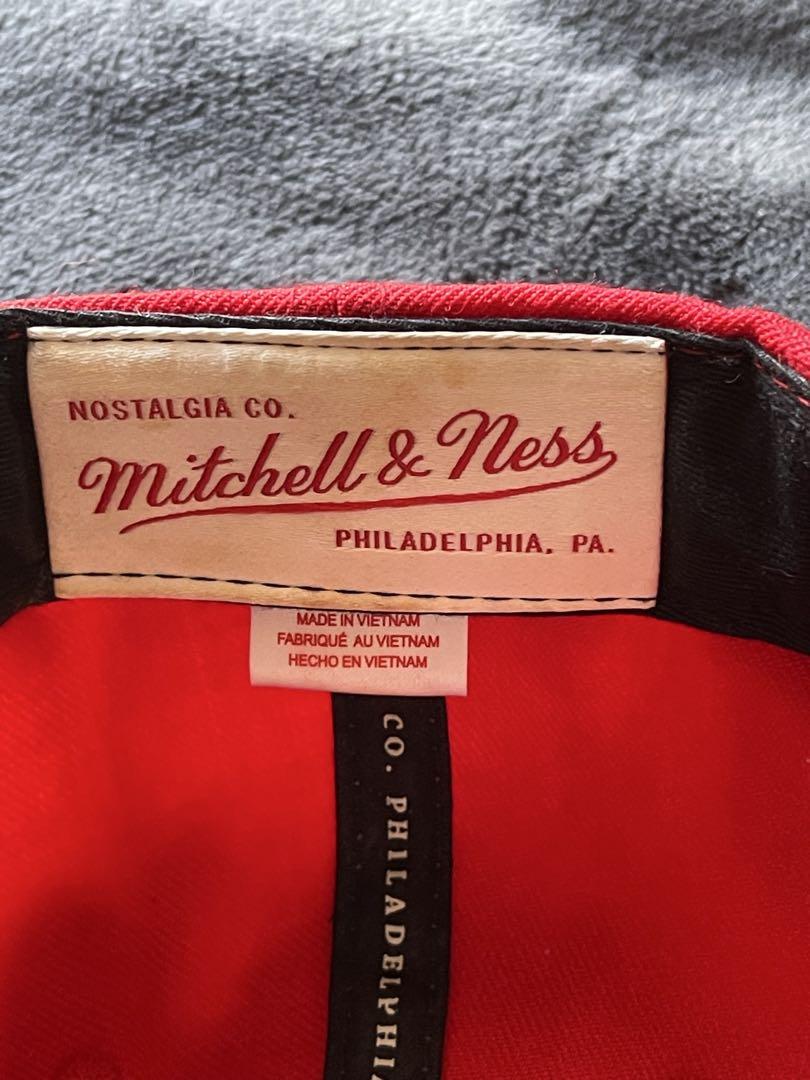 NOSTALGIA CO.
Mitchell & Ness
PHILADELPHIA, PA.
MADE IN VIETNAM
FABRIQUÉ AU VIETNAM
HECHO EN VIETNAM
CO. PHILADELPHIA